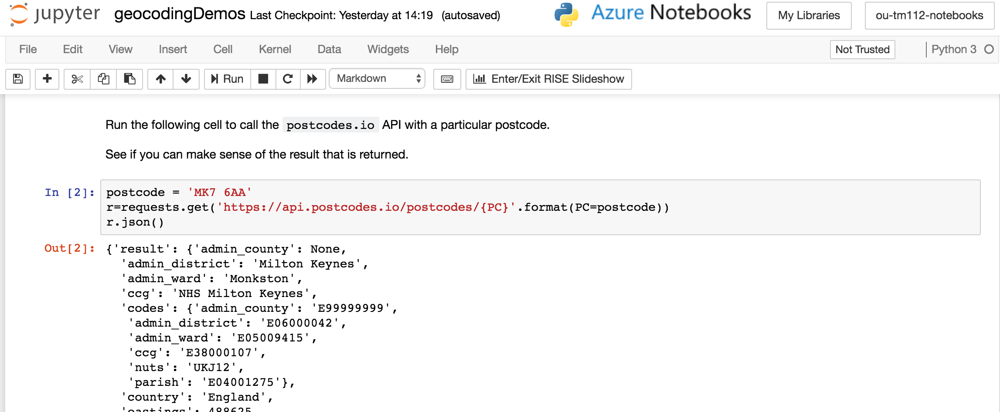 jupyter geocodingDemos Last Checkpoint: Yesterday at 14:19 (autosaved) Azure Notebooks My Libraries ou-tm112-notebooks
File Edit View Insert Cell Kernel Data Widgets Help Not Trusted Python 3
Run Markdown Enter/Exit RISE Slideshow
Run the following cell to call the postcodes.io API with a particular postcode.
See if you can make sense of the result that is returned.
In [2]: postcode = 'MK7 6AA'
r=requests.get('https://api.postcodes.io/postcodes/{PC}'.format(PC=postcode))
r.json()
Out[2]: {'result': {'admin_county': None,
'admin_district': 'Milton Keynes',
'admin_ward': 'Monkston',
'ccg': 'NHS Milton Keynes',
'codes': {'admin_county': 'E99999999',
'admin_district': 'E06000042',
'admin_ward': 'E05009415',
'ccg': 'E38000107',
'nuts': 'UKJ12',
'parish': 'E04001275'},
'country': 'England',
'eastings': 488625